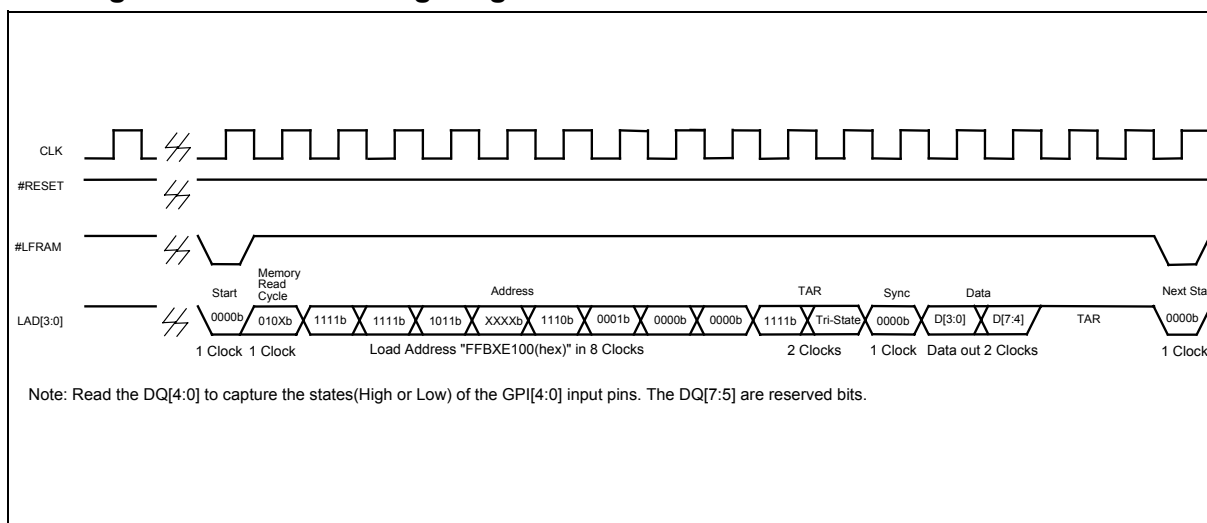 CLK
#RESET
#LFRAM
Start
Memory
Read
Cycle
Address
TAR
Sync
Data
Next Sta
LAD[3:0]
0000b 010Xb 1111b 1111b 1011b XXXXb 1110b 0001b 0000b 0000b 1111b Tri-State 0000b D[3:0] D[7:4] TAR 0000b
1 Clock 1 Clock Load Address "FFBXE100(hex)" in 8 Clocks 2 Clocks 1 Clock Data out 2 Clocks 1 Clock
Note: Read the DQ[4:0] to capture the states(High or Low) of the GPI[4:0] input pins. The DQ[7:5] are reserved bits.